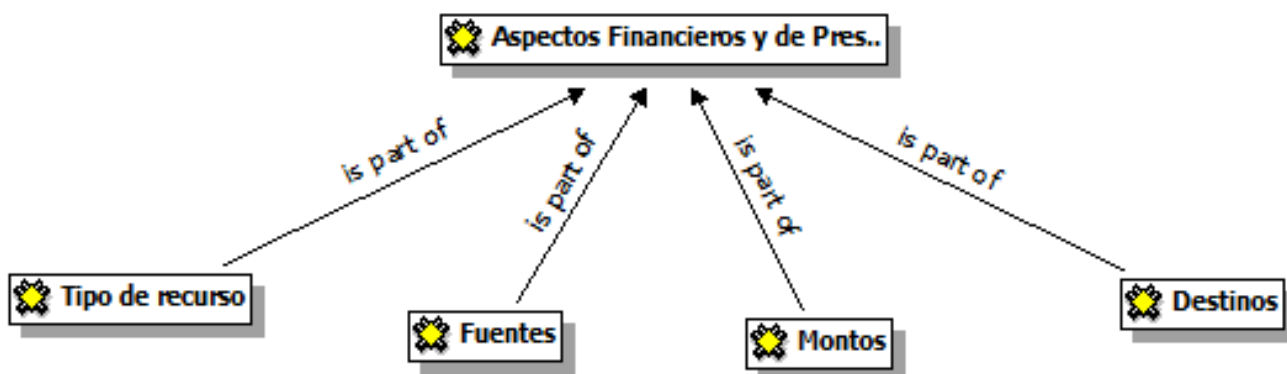 Aspectos Financieros y de Pres..
is part of
is part of
is part of
is part of
Tipo de recurso
Fuentes
Montos
Destinos